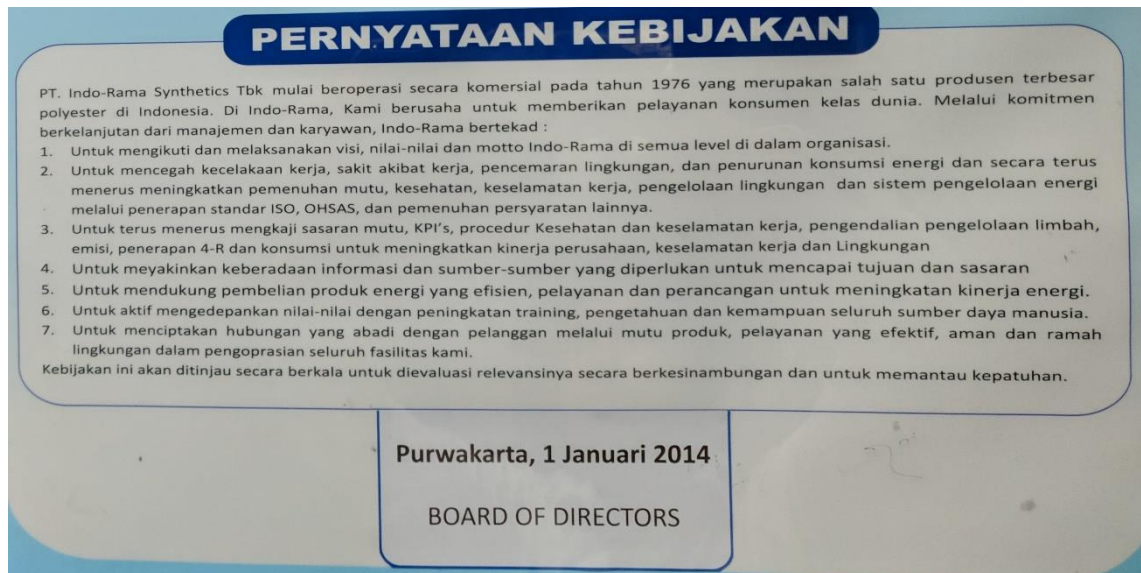 PERNYATAAN KEBIJAKAN
PT. Indo-Rama Synthetics Tbk mulai beroperasi secara komersial pada tahun 1976 yang merupakan salah satu produsen terbesar
polyester di Indonesia. Di Indo-Rama, Kami berusaha untuk memberikan pelayanan konsumen kelas dunia. Melalui komitmen
berkelanjutan dari manajemen dan karyawan, Indo-Rama bertekad :
1. Untuk mengikuti dan melaksanakan visi, nilai-nilai dan motto Indo-Rama di semua level di dalam organisasi.
2. Untuk mencegah kecelakaan kerja, sakit akibat kerja, pencemaran lingkungan, dan penurunan konsumsi energi dan secara terus
menerus meningkatkan pemenuhan mutu, kesehatan, keselamatan kerja, pengelolaan lingkungan dan sistem pengelolaan energi
melalui penerapan standar ISO, OHSAS, dan pemenuhan persyaratan lainnya.
3. Untuk terus menerus mengkaji sasaran mutu, KPI's, procedur Kesehatan dan keselamatan kerja, pengendalian pengelolaan limbah,
emisi, penerapan 4-R dan konsumsi untuk meningkatkan kinerja perusahaan, keselamatan kerja dan Lingkungan
4. Untuk meyakinkan keberadaan informasi dan sumber-sumber yang diperlukan untuk mencapai tujuan dan sasaran
5. Untuk mendukung pembelian produk energi yang efisien, pelayanan dan perancangan untuk meningkatan kinerja energi.
6. Untuk aktif mengedepankan nilai-nilai dengan peningkatan training, pengetahuan dan kemampuan seluruh sumber daya manusia.
7. Untuk menciptakan hubungan yang abadi dengan pelanggan melalui mutu produk, pelayanan yang efektif, aman dan ramah
lingkungan dalam pengoprasian seluruh fasilitas kami.
Kebijakan ini akan ditinjau secara berkala untuk dievaluasi relevansinya secara berkesinambungan dan untuk memantau kepatuhan.
Purwakarta, 1 Januari 2014
BOARD OF DIRECTORS